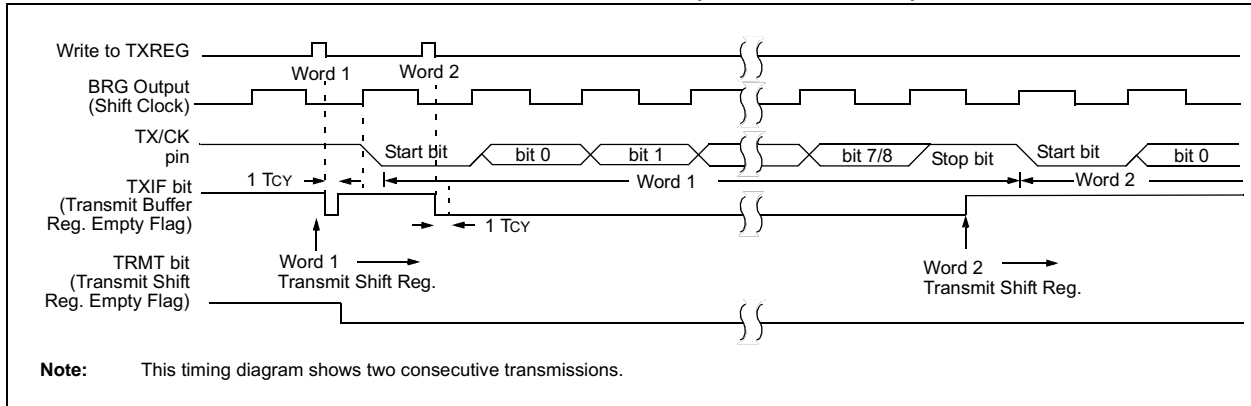 Write to TXREG
Word 1
Word 2
BRG Output
(Shift Clock)
TX/CK
pin
Start bit
bit 0
bit 1
bit 7/8
Stop bit
Start bit
bit 0
Word 1
Word 2
1 TCY
TXIF bit
(Transmit Buffer
Reg. Empty Flag)
1 TCY
Word 1
Transmit Shift Reg.
Word 2
Transmit Shift Reg.
TRMT bit
(Transmit Shift
Reg. Empty Flag)
Note: This timing diagram shows two consecutive transmissions.